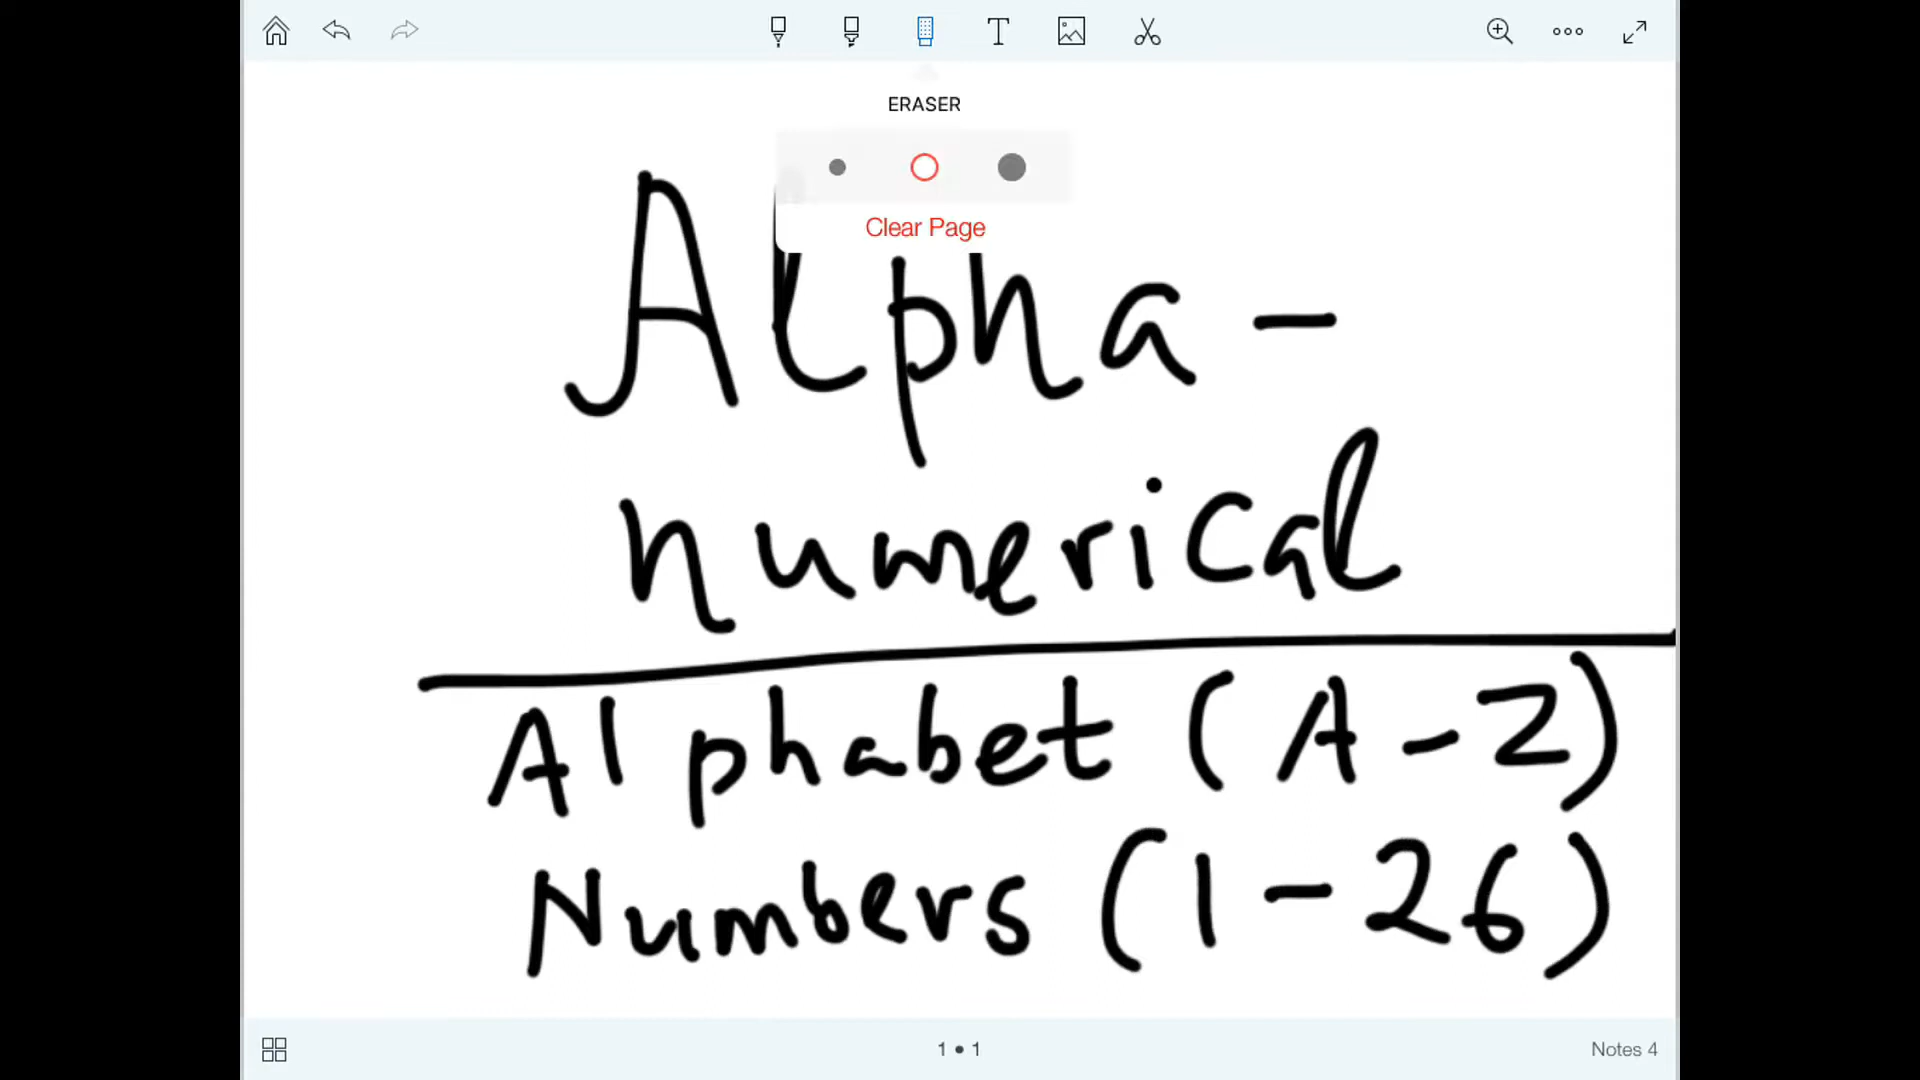 T
ERASER
Clear Page
Alpha-
numerical
Alphabet (A-Z)
Numbers (1-26)
1 • 1
Notes 4